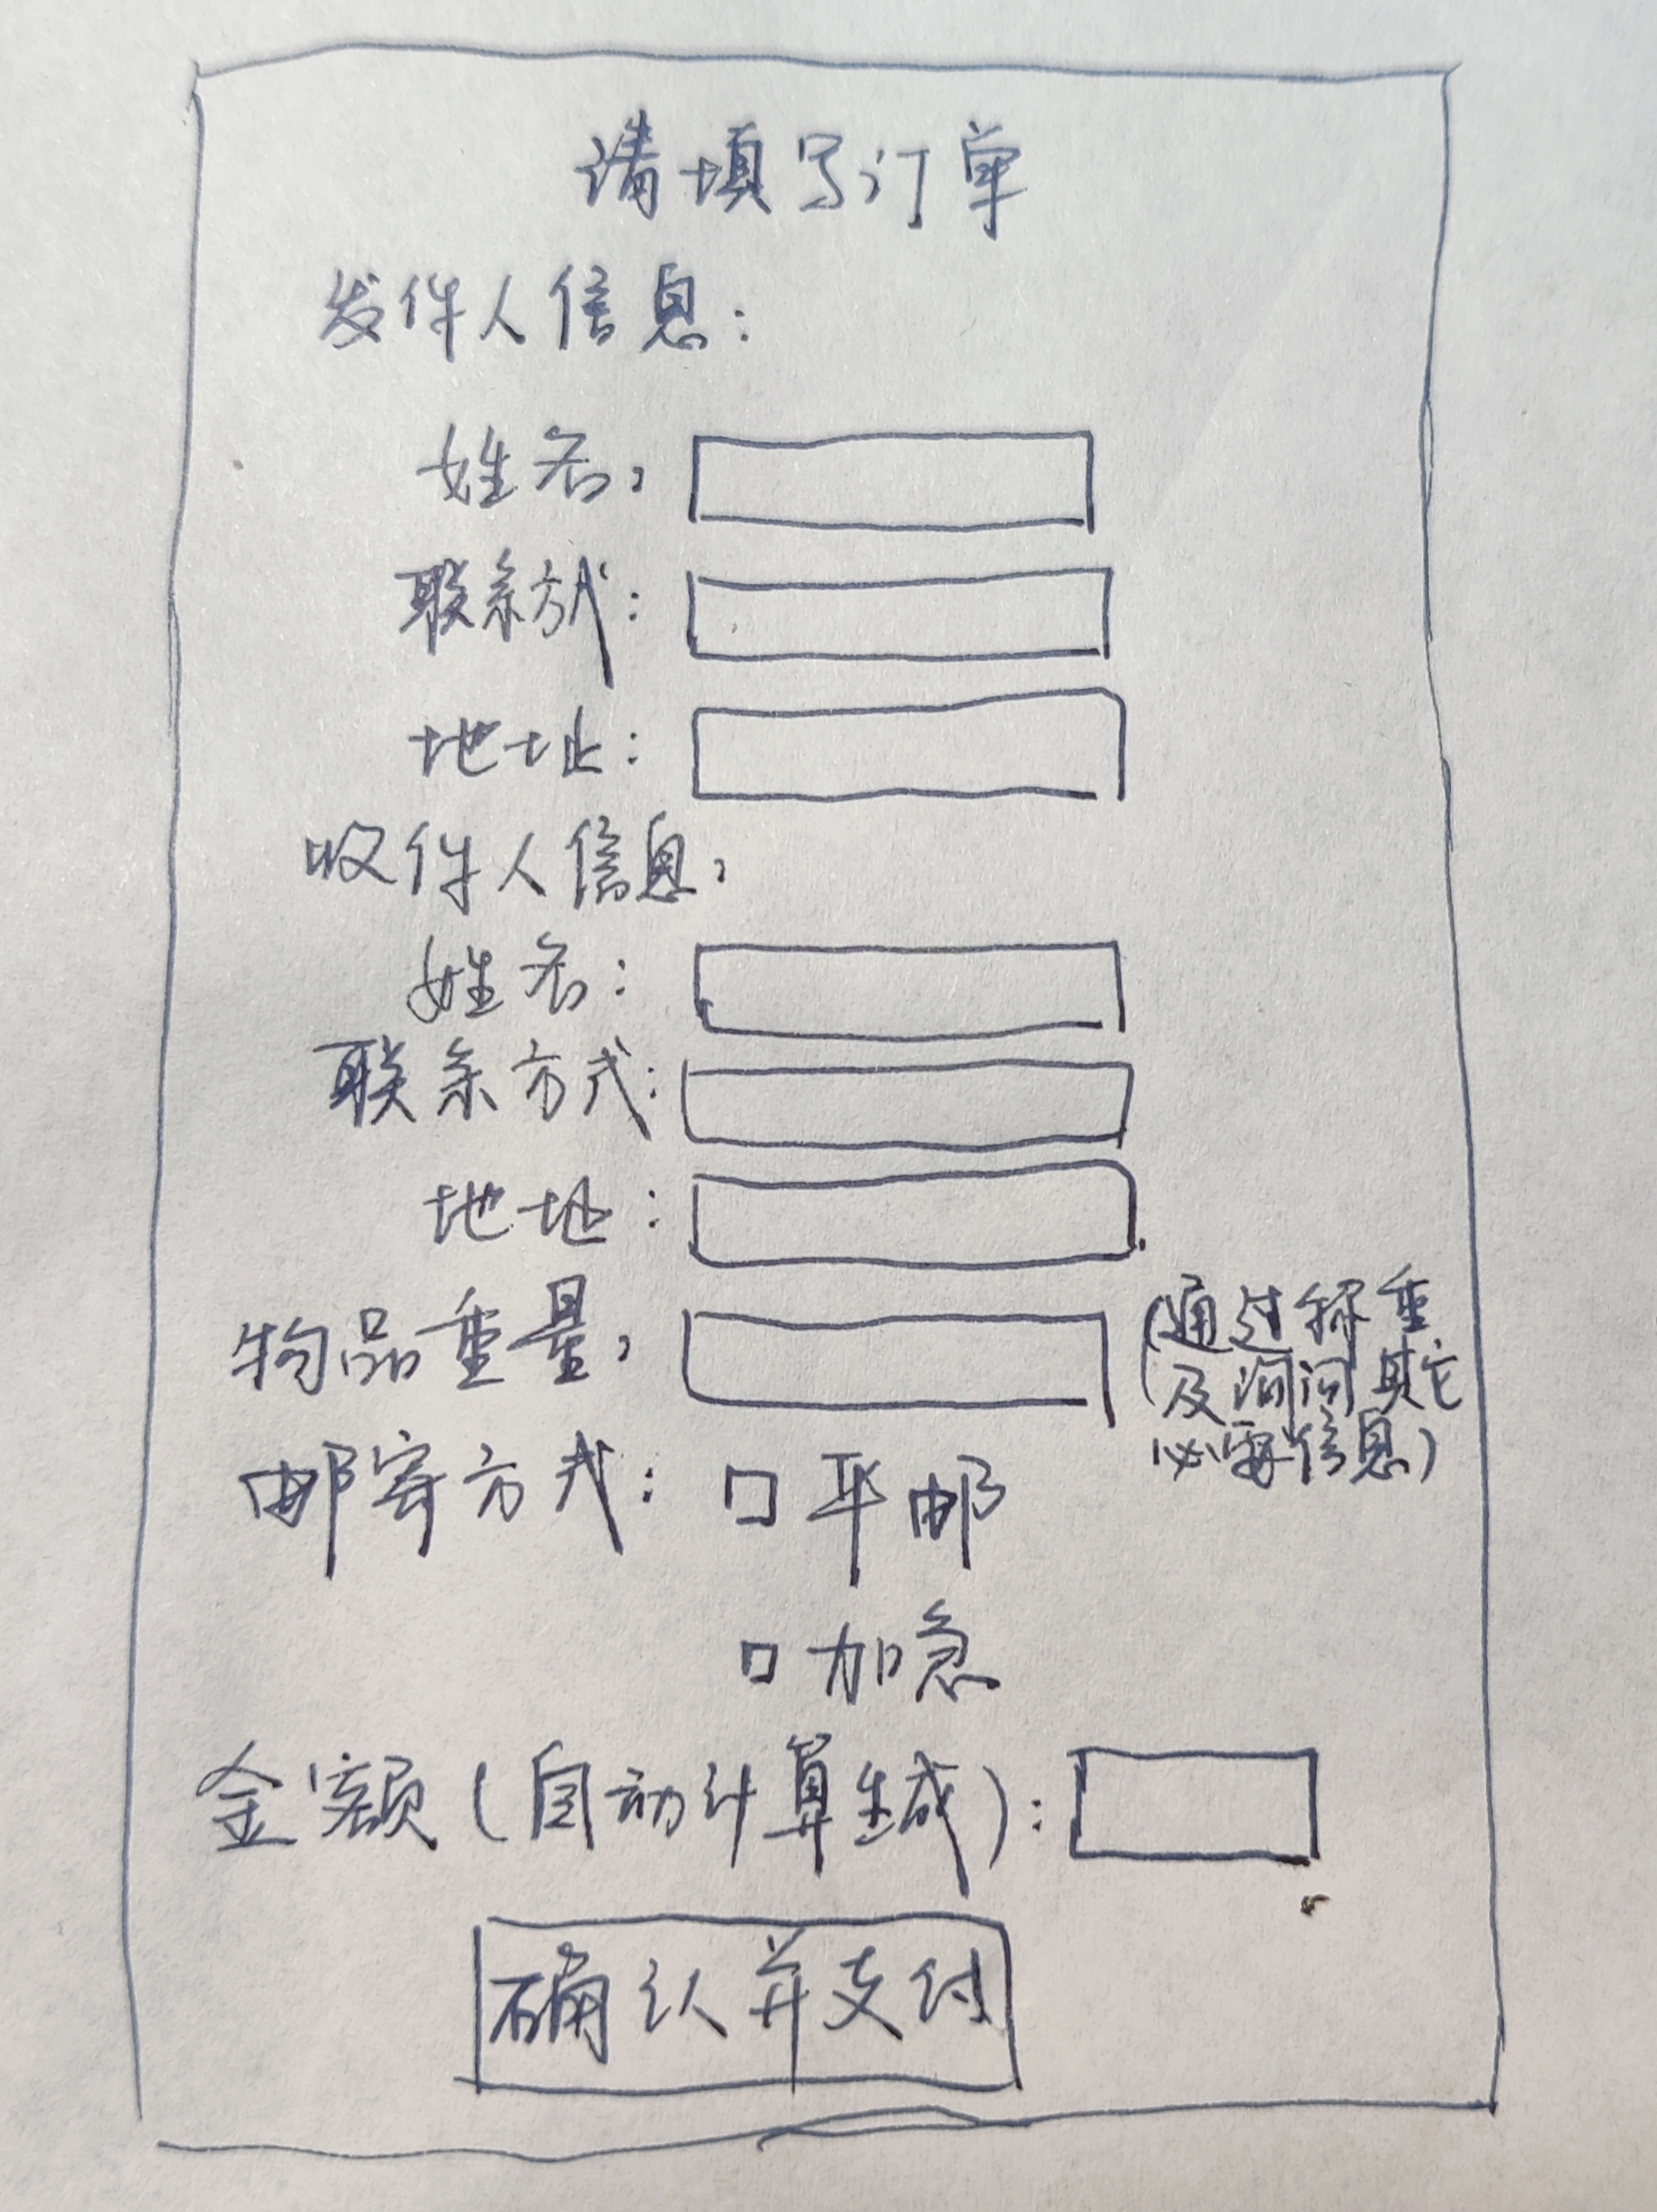 请填写订单
发件人信息:
姓名:
联系方式:
地址:
收件人信息:
姓名:
联系方式:
地址:
物品重量:
(通过称重
及询问其它
必需信息)
邮寄方式: □平邮
□加急
金额(自动计算生成):
确认并支付